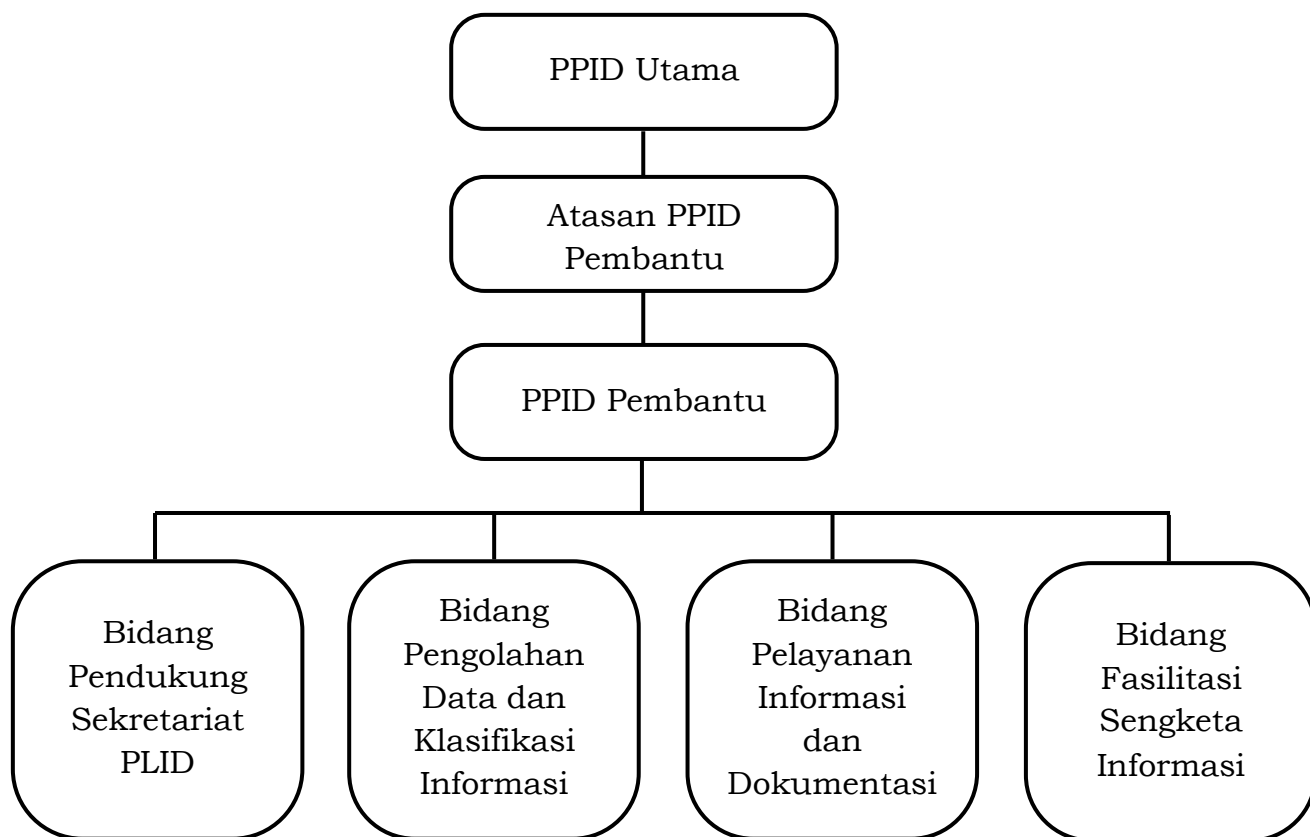 PPID Utama
Atasan PPID
Pembantu
PPID Pembantu
Bidang
Pendukung
Sekretariat
PLID
Bidang
Pengolahan
Data dan
Klasifikasi
Informasi
Bidang
Pelayanan
Informasi
dan
Dokumentasi
Bidang
Fasilitasi
Sengketa
Informasi